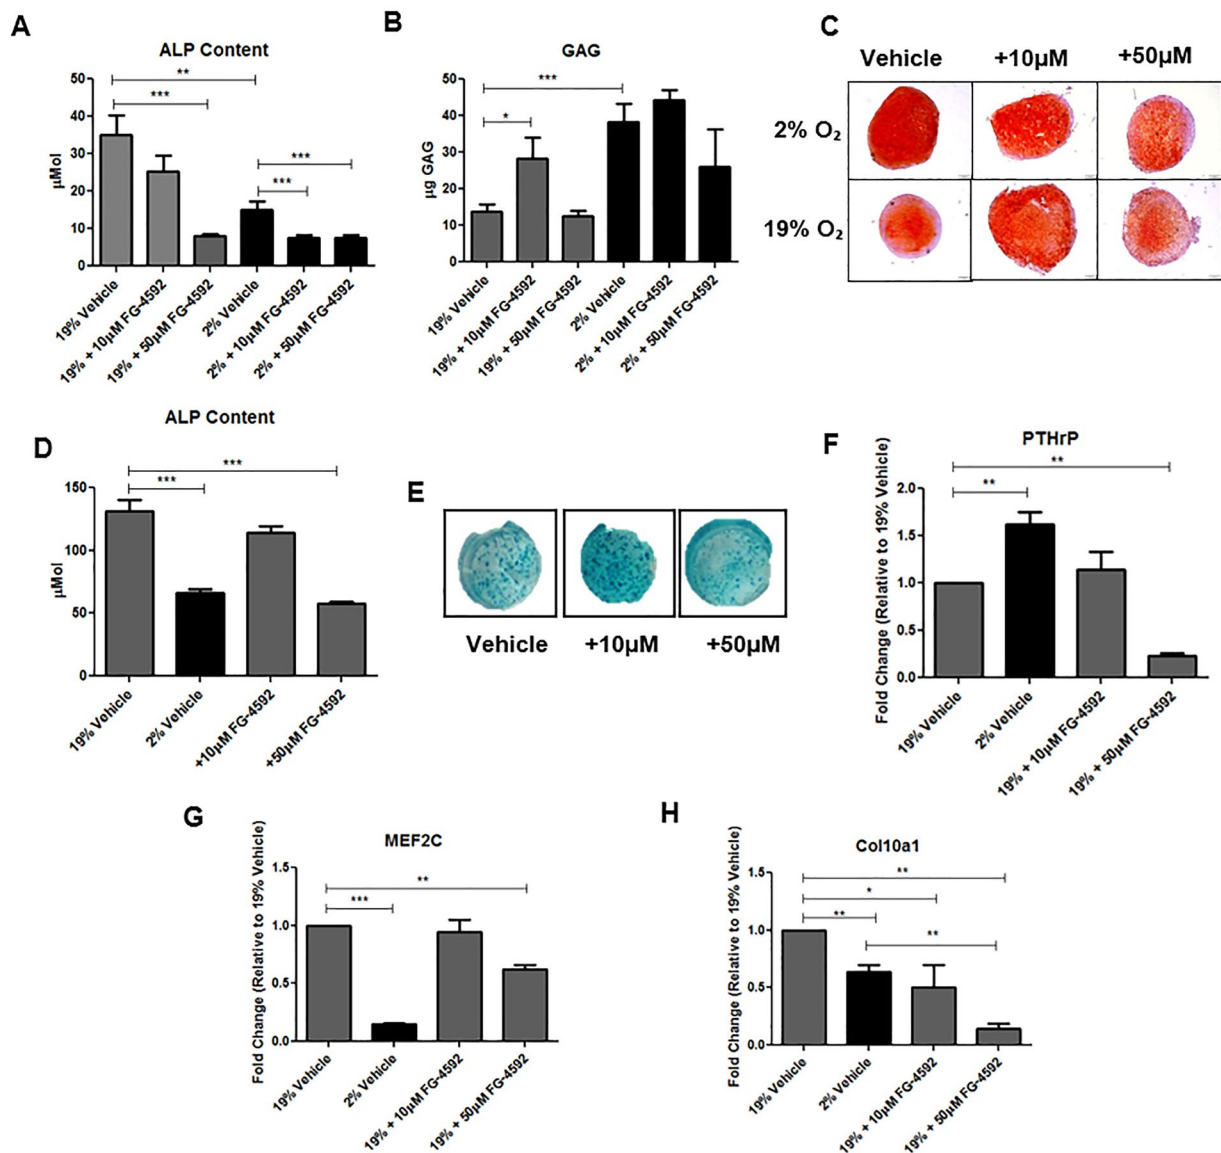 A
ALP Content
µMol
50
40
30
20
10
0
**
***
***
***
19% Vehicle
19% + 10µM FG-4592
19% + 50µM FG-4592
2% Vehicle
2% + 10µM FG-4592
2% + 50µM FG-4592
B
GAG
µg GAG
50
40
30
20
10
0
***
*
19% Vehicle
19% + 10µM FG-4592
19% + 50µM FG-4592
2% Vehicle
2% + 10µM FG-4592
2% + 50µM FG-4592
C
Vehicle +10µM +50µM
2% O₂
19% O₂
D
ALP Content
µMol
150
100
50
0
***
***
19% Vehicle
2% Vehicle
+10µM FG-4592
+50µM FG-4592
E
Vehicle +10µM +50µM
F
PTHrP
Fold Change (Relative to 19% Vehicle)
2.0
1.5
1.0
0.5
0.0
**
**
19% Vehicle
2% Vehicle
19% + 10µM FG-4592
19% + 50µM FG-4592
G
MEF2C
Fold Change (Relative to 19% Vehicle)
1.5
1.0
0.5
0.0
**
***
19% Vehicle
2% Vehicle
19% + 10µM FG-4592
19% + 50µM FG-4592
H
Col10a1
Fold Change (Relative to 19% Vehicle)
1.5
1.0
0.5
0.0
**
*
**
**
19% Vehicle
2% Vehicle
19% + 10µM FG-4592
19% + 50µM FG-4592